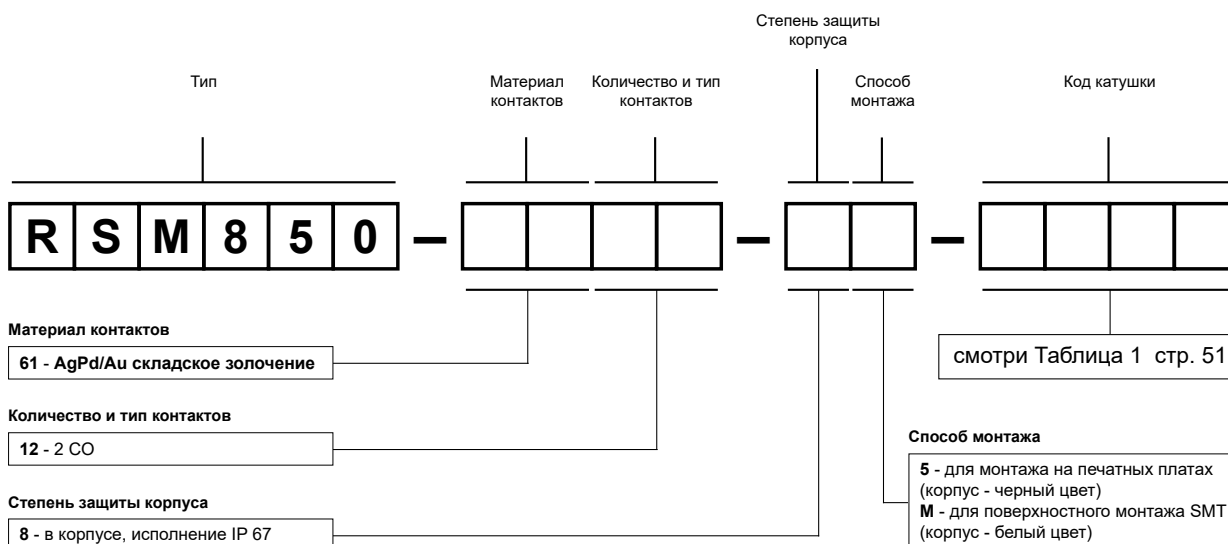 Степень защиты
корпуса
Тип
Материал
контактов
Количество и тип
контактов
Способ
монтажа
Код катушки
RSM850 – –  –
Материал контактов
61 - AgPd/Au складское золочение
смотри Таблица 1 стр. 51
Количество и тип контактов
12 - 2 CO
Способ монтажа
5 - для монтажа на печатных платах
(корпус - черный цвет)
M - для поверхностного монтажа SMT
(корпус - белый цвет)
Степень защиты корпуса
8 - в корпусе, исполнение IP 67